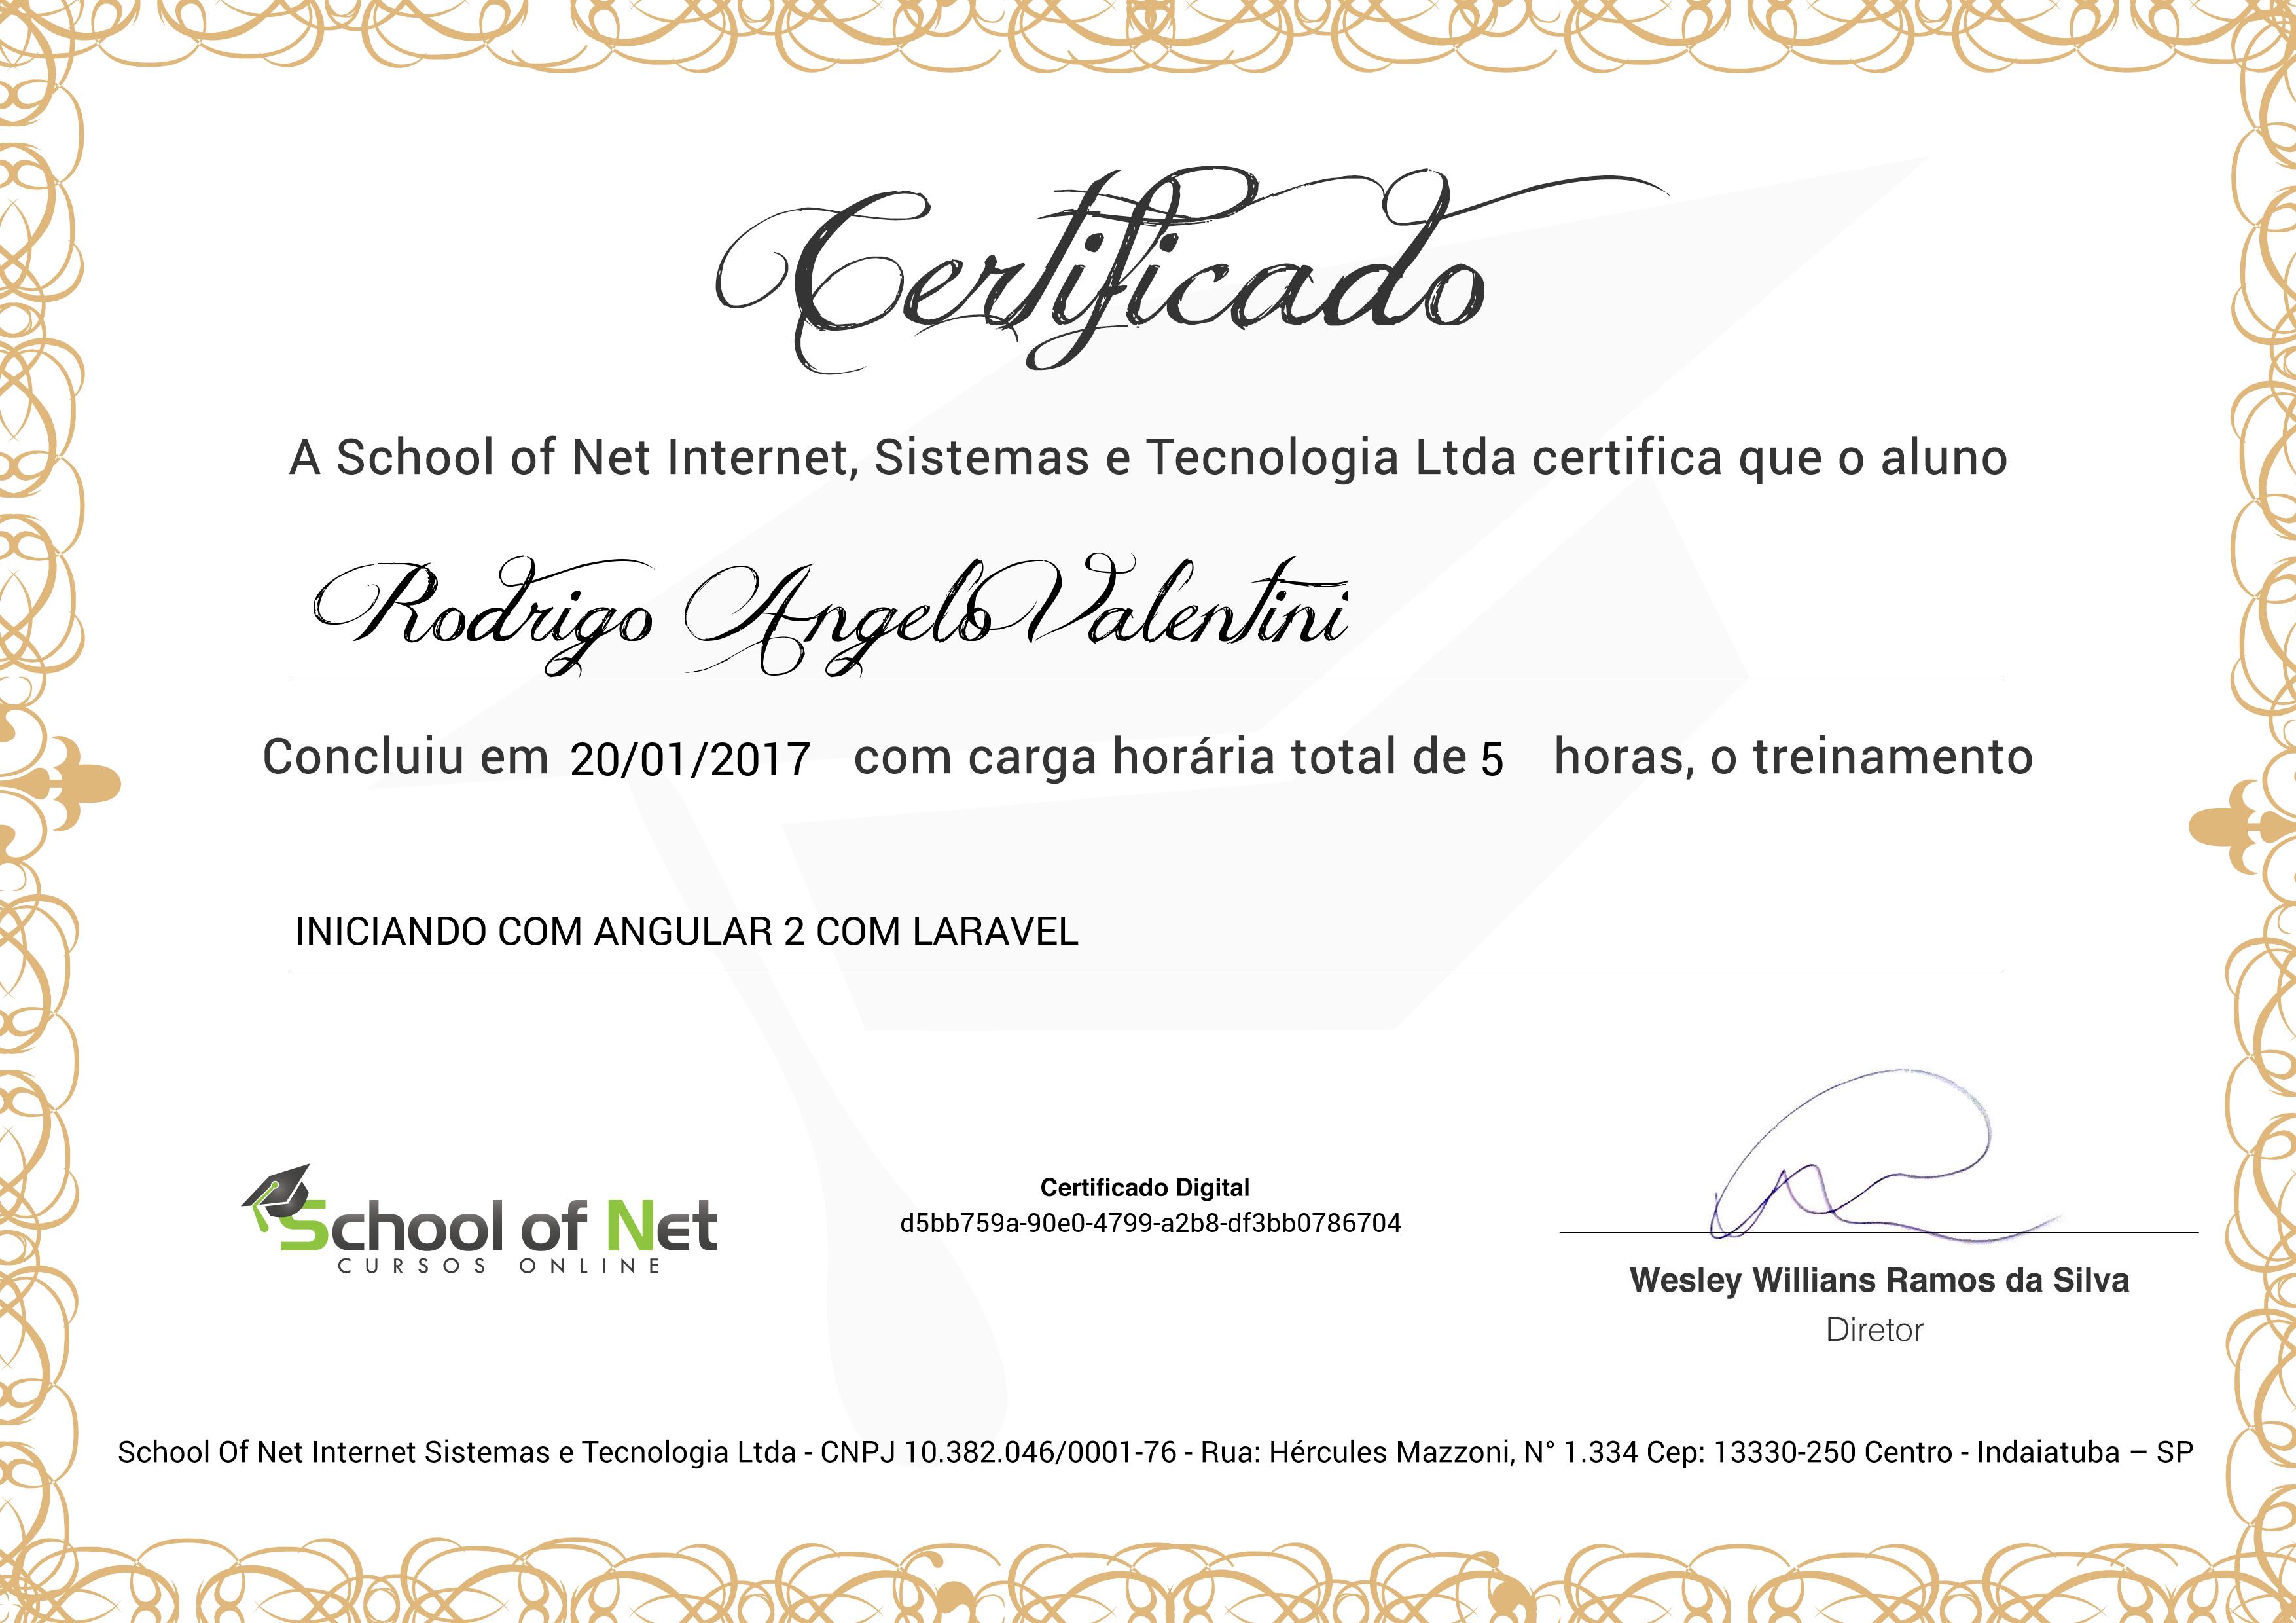 Certificado
A School of Net Internet, Sistemas e Tecnologia Ltda certifica que o aluno
Rodrigo Angelo Valentini
Concluiu em 20/01/2017 com carga horária total de 5 horas, o treinamento
INICIANDO COM ANGULAR 2 COM LARAVEL
School of Net
CURSOS ONLINE
Certificado Digital
d5bb759a-90e0-4799-a2b8-df3bb0786704
Wesley Willians Ramos da Silva
Diretor
School Of Net Internet Sistemas e Tecnologia Ltda - CNPJ 10.382.046/0001-76 - Rua: Hércules Mazzoni, N° 1.334 Cep: 13330-250 Centro - Indaiatuba – SP